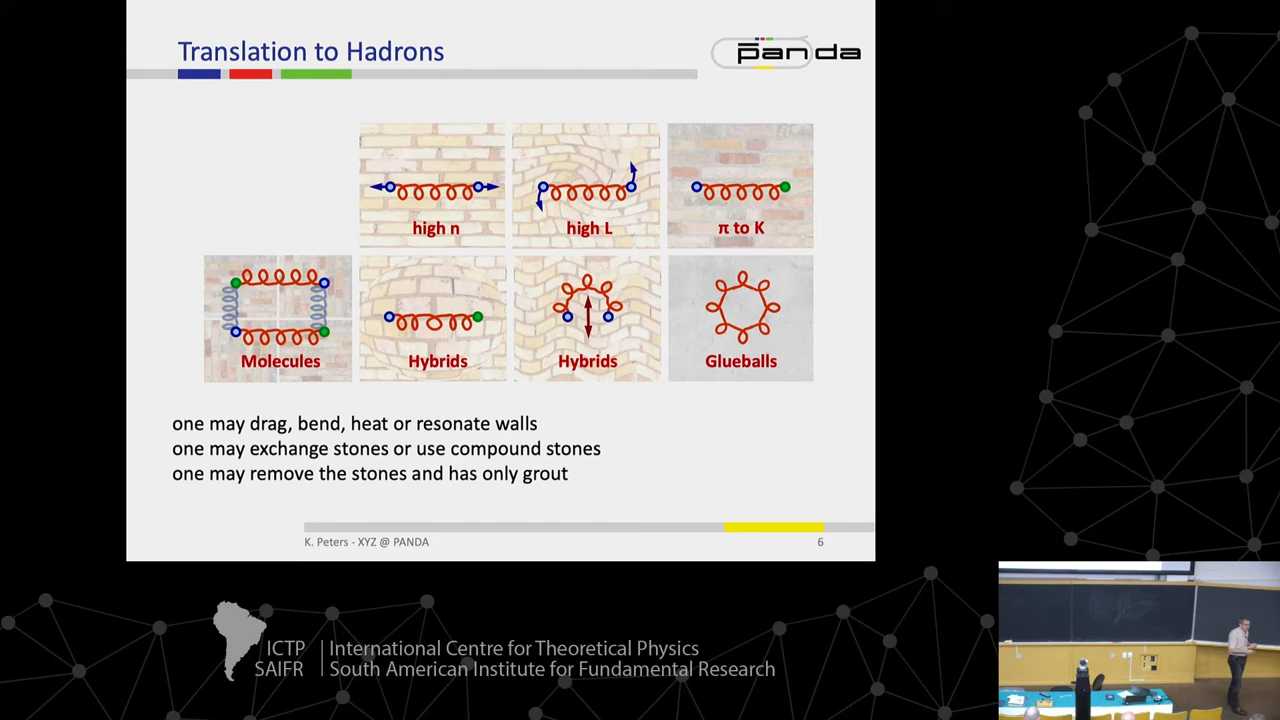 Translation to Hadrons
panda
high n
high L
π to K
Molecules
Hybrids
Hybrids
Glueballs
one may drag, bend, heat or resonate walls
one may exchange stones or use compound stones
one may remove the stones and has only grout
K. Peters - XYZ @ PANDA
6
ICTP
SAIFR
International Centre for Theoretical Physics
South American Institute for Fundamental Research